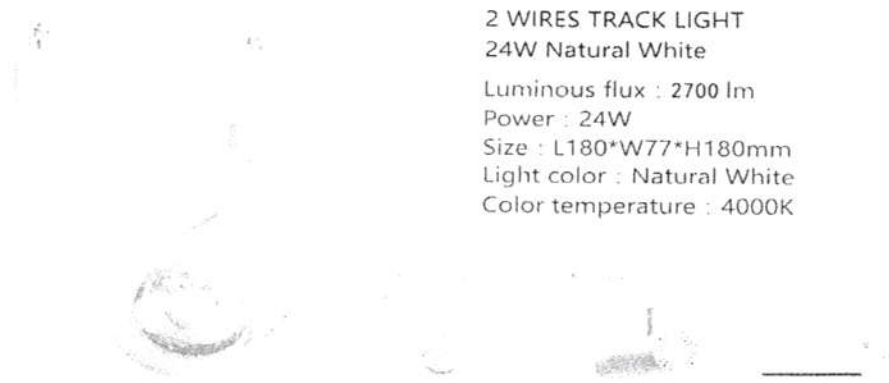 2 WIRES TRACK LIGHT
24W Natural White
Luminous flux : 2700 lm
Power : 24W
Size : L180*W77*H180mm
Light color : Natural White
Color temperature : 4000K